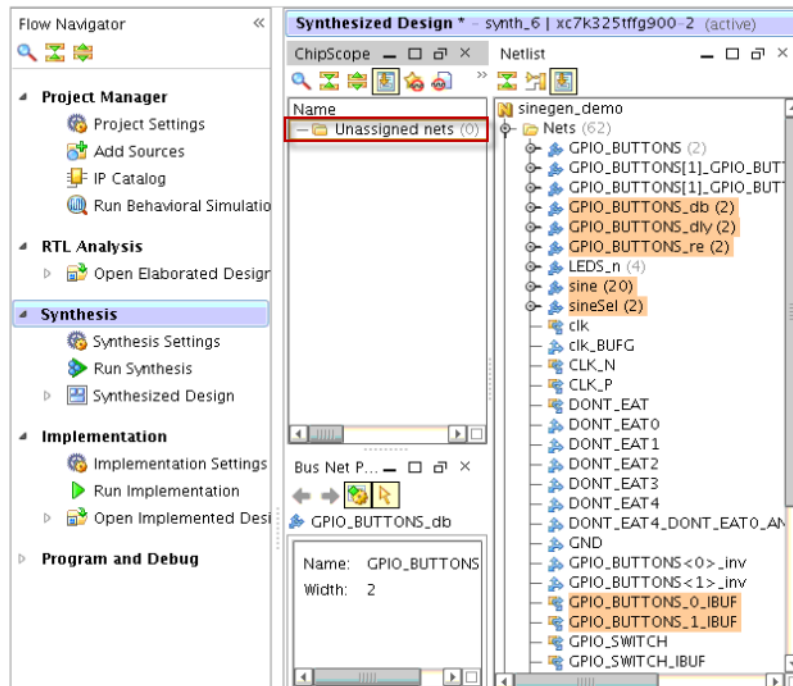 Flow Navigator
Project Manager
Project Settings
Add Sources
IP Catalog
Run Behavioral Simulatio
RTL Analysis
Open Elaborated Desigr
Synthesis
Synthesis Settings
Run Synthesis
Synthesized Design
Implementation
Implementation Settings
Run Implementation
Open Implemented Desi
Program and Debug
Synthesized Design * - synth_6 | xc7k325tffg900-2 (active)
ChipScope
Name
Unassigned nets (0)
Bus Net P...
GPIO_BUTTONS_db
Name: GPIO_BUTTONS
Width: 2
Netlist
sinegen_demo
Nets (62)
GPIO_BUTTONS (2)
GPIO_BUTTONS[1]_GPIO_BUT
GPIO_BUTTONS[1]_GPIO_BUT
GPIO_BUTTONS_db (2)
GPIO_BUTTONS_dly (2)
GPIO_BUTTONS_re (2)
LEDS_n (4)
sine (20)
sineSel (2)
clk
clk_BUFG
CLK_N
CLK_P
DONT_EAT
DONT_EAT0
DONT_EAT1
DONT_EAT2
DONT_EAT3
DONT_EAT4
DONT_EAT4_DONT_EAT0_AN
GND
GPIO_BUTTONS<0>_inv
GPIO_BUTTONS<1>_inv
GPIO_BUTTONS_0_IBUF
GPIO_BUTTONS_1_IBUF
GPIO_SWITCH
GPIO_SWITCH_IBUF